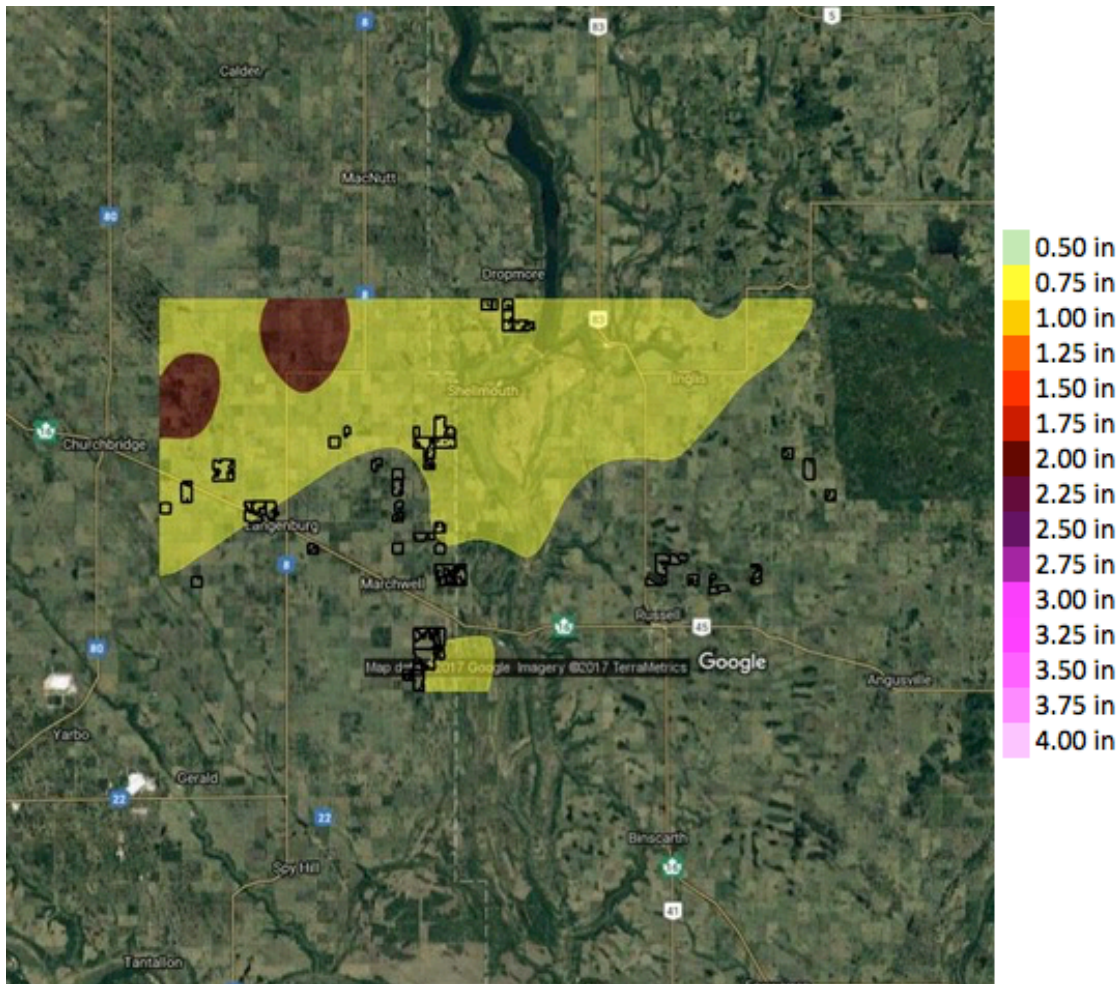 8
83
5
Calder
MacNutt
80
Dropmore
8
83
Shellmouth
Inglis
16
Churchbridge
Langenburg
8
Marchwell
Russell
16
45
80
Map data ©2017 Google Imagery ©2017 TerraMetrics
Google
Angusville
Yarbo
Gerald
22
22
Binscarth
16
Spy Hill
41
Tantallon
0.50 in
0.75 in
1.00 in
1.25 in
1.50 in
1.75 in
2.00 in
2.25 in
2.50 in
2.75 in
3.00 in
3.25 in
3.50 in
3.75 in
4.00 in